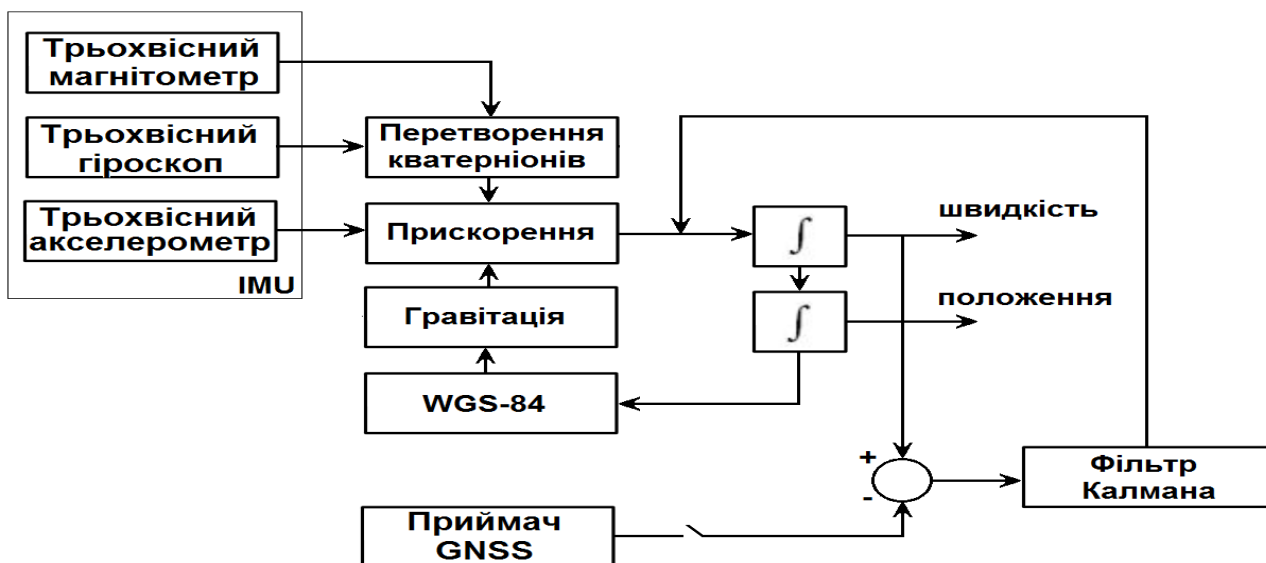 Трьохвісний
магнітометр
Трьохвісний
гіроскоп
Трьохвісний
акселерометр
IMU
Перетворення
кватерніонів
Прискорення
Гравітація
WGS-84
∫
∫
швидкість
положення
+
-
Фільтр
Калмана
Приймач
GNSS